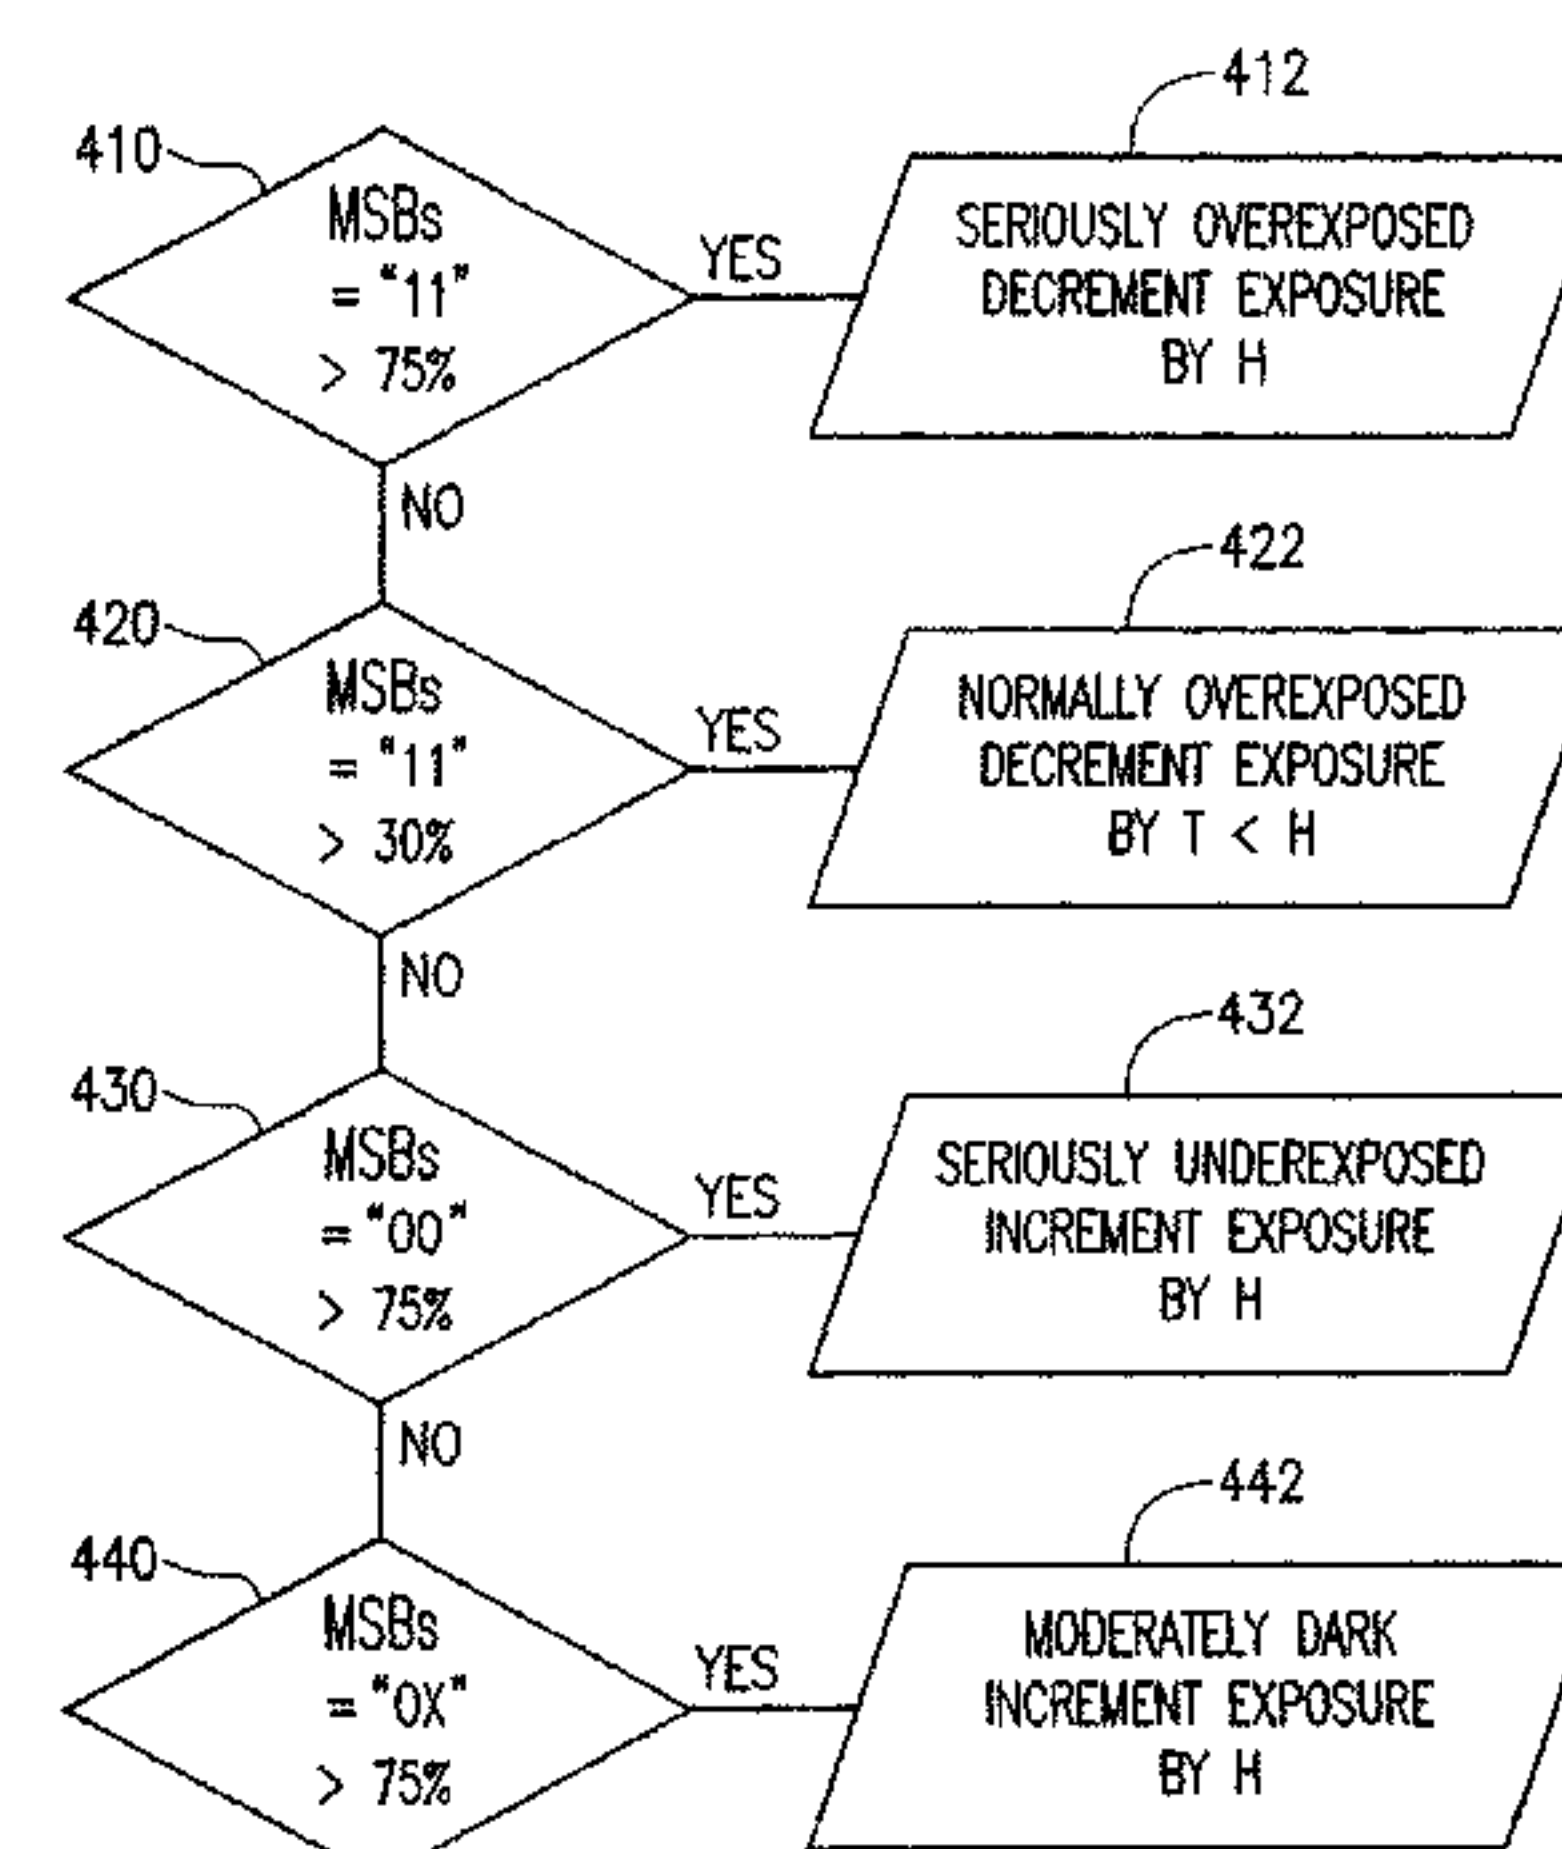 412
410
MSBs
= "11"
> 75%
YES
SERIOUSLY OVEREXPOSED
DECREMENT EXPOSURE
BY H
NO
422
420
MSBs
= "11"
> 30%
YES
NORMALLY OVEREXPOSED
DECREMENT EXPOSURE
BY T < H
NO
432
430
MSBs
= "00"
> 75%
YES
SERIOUSLY UNDEREXPOSED
INCREMENT EXPOSURE
BY H
NO
442
440
MSBs
= "0X"
> 75%
YES
MODERATELY DARK
INCREMENT EXPOSURE
BY H